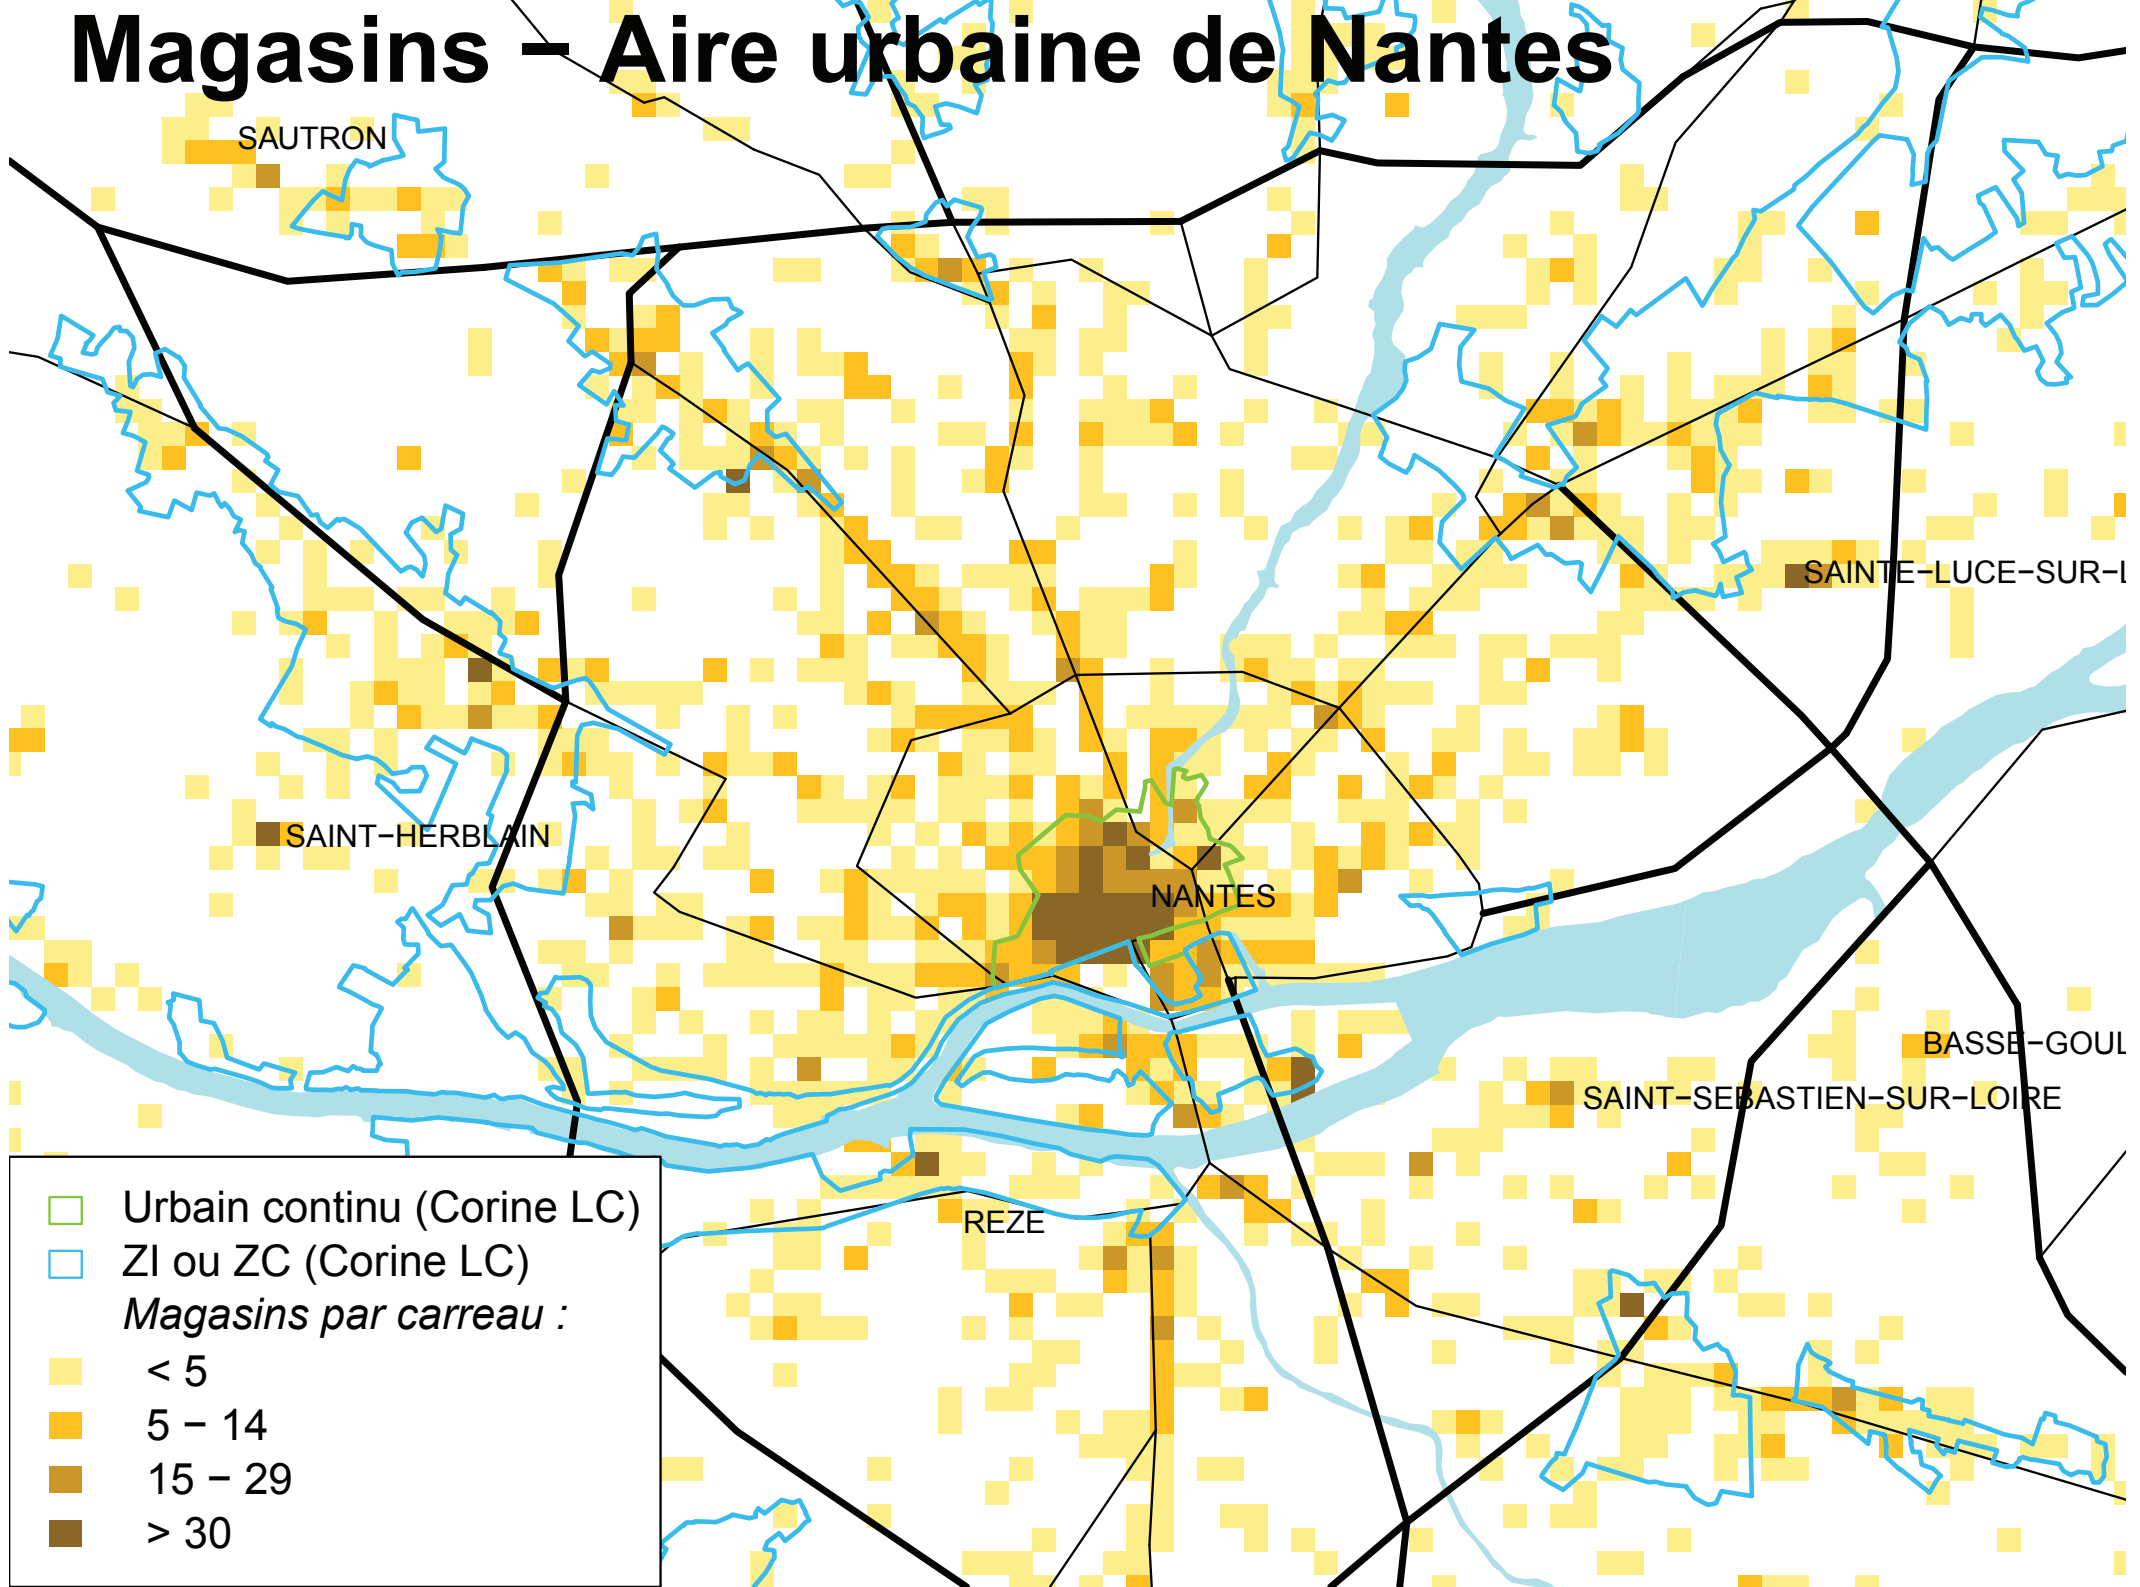 Magasins − Aire urbaine de Nantes
SAUTRON
SAINTE−LUCE−SUR−L
SAINT−HERBLAIN
NANTES
BASSE−GOUL
SAINT−SEBASTIEN−SUR−LOIRE
REZE
Urbain continu (Corine LC)
ZI ou ZC (Corine LC)
Magasins par carreau :
< 5
5 − 14
15 − 29
> 30